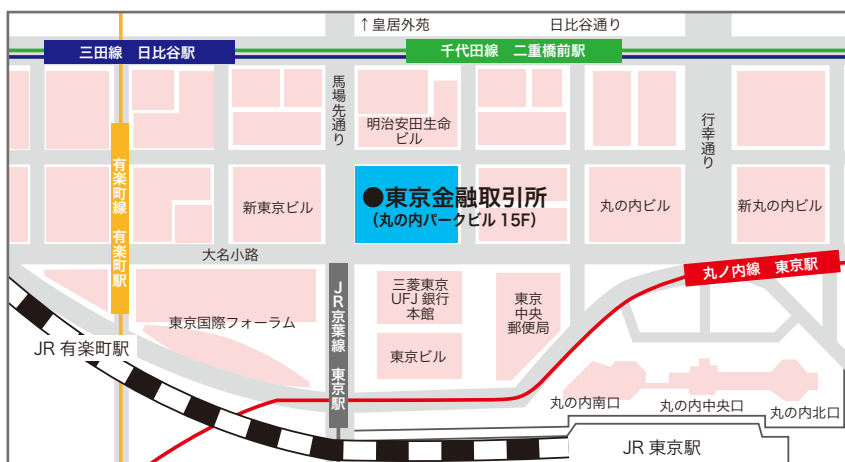 ↑皇居外苑
日比谷通り
三田線 日比谷駅
千代田線 二重橋前駅
馬場先通り
明治安田生命
ビル
行幸通り
有楽町線 有楽町駅
新東京ビル
●東京金融取引所
(丸の内パークビル 15F)
丸の内ビル
新丸の内ビル
大名小路
丸ノ内線 東京駅
JR京葉線 東京駅
三菱東京
UFJ 銀行
本館
東京
中央
郵便局
東京国際フォーラム
JR 有楽町駅
東京ビル
丸の内南口
丸の内中央口
丸の内北口
JR 東京駅